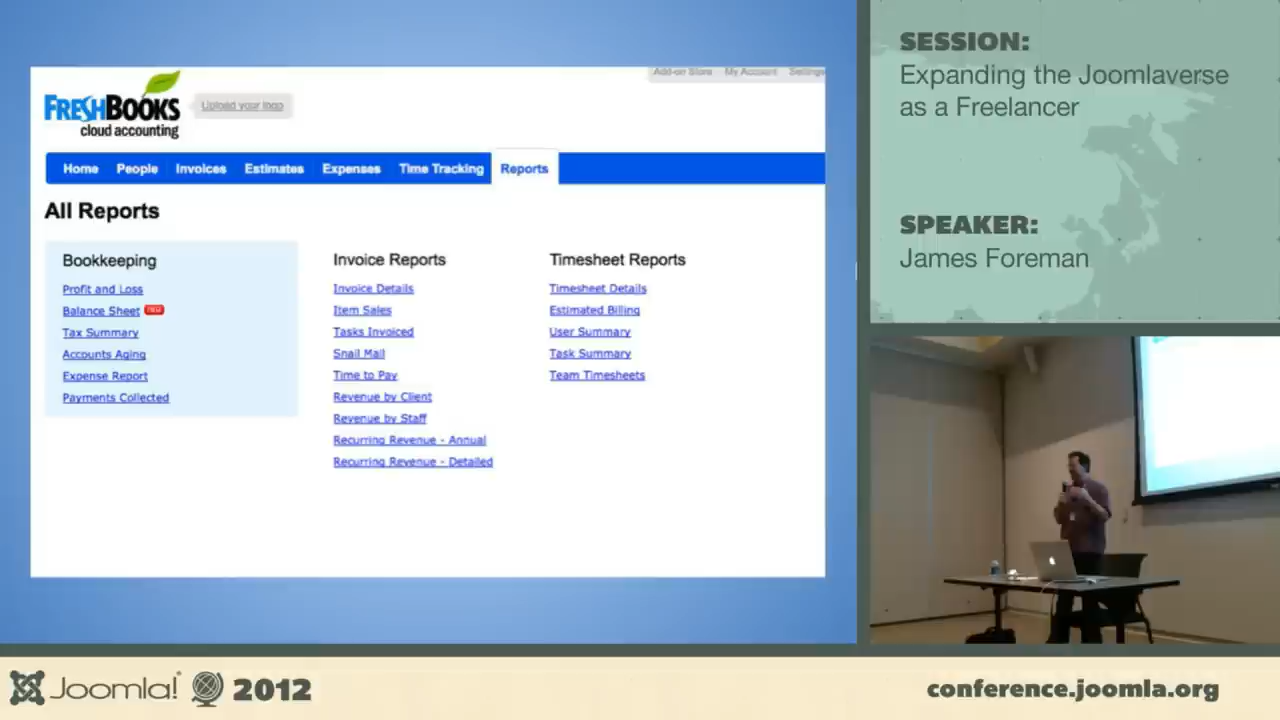 Add-on Store My Account Settings
FRESHBOOKS
cloud accounting
Upload your logo
Home People Invoices Estimates Expenses Time Tracking Reports
All Reports
Bookkeeping
Profit and Loss
Balance Sheet new
Tax Summary
Accounts Aging
Expense Report
Payments Collected
Invoice Reports
Invoice Details
Item Sales
Tasks Invoiced
Snail Mail
Time to Pay
Revenue by Client
Revenue by Staff
Recurring Revenue - Annual
Recurring Revenue - Detailed
Timesheet Reports
Timesheet Details
Estimated Billing
User Summary
Task Summary
Team Timesheets
SESSION:
Expanding the Joomlaverse
as a Freelancer
SPEAKER:
James Foreman
Joomla! 2012
conference.joomla.org